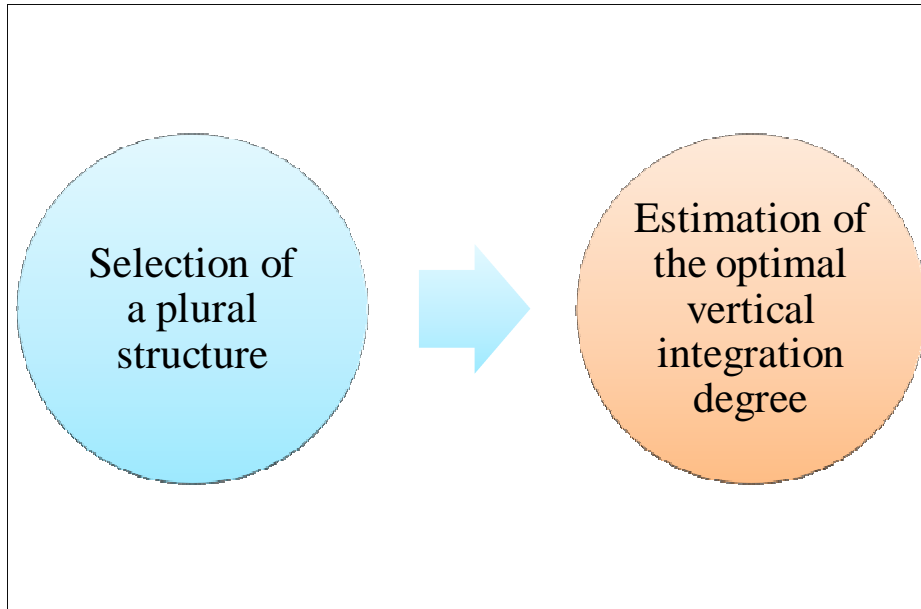 Selection of
a plural
structure
Estimation of
the optimal
vertical
integration
degree